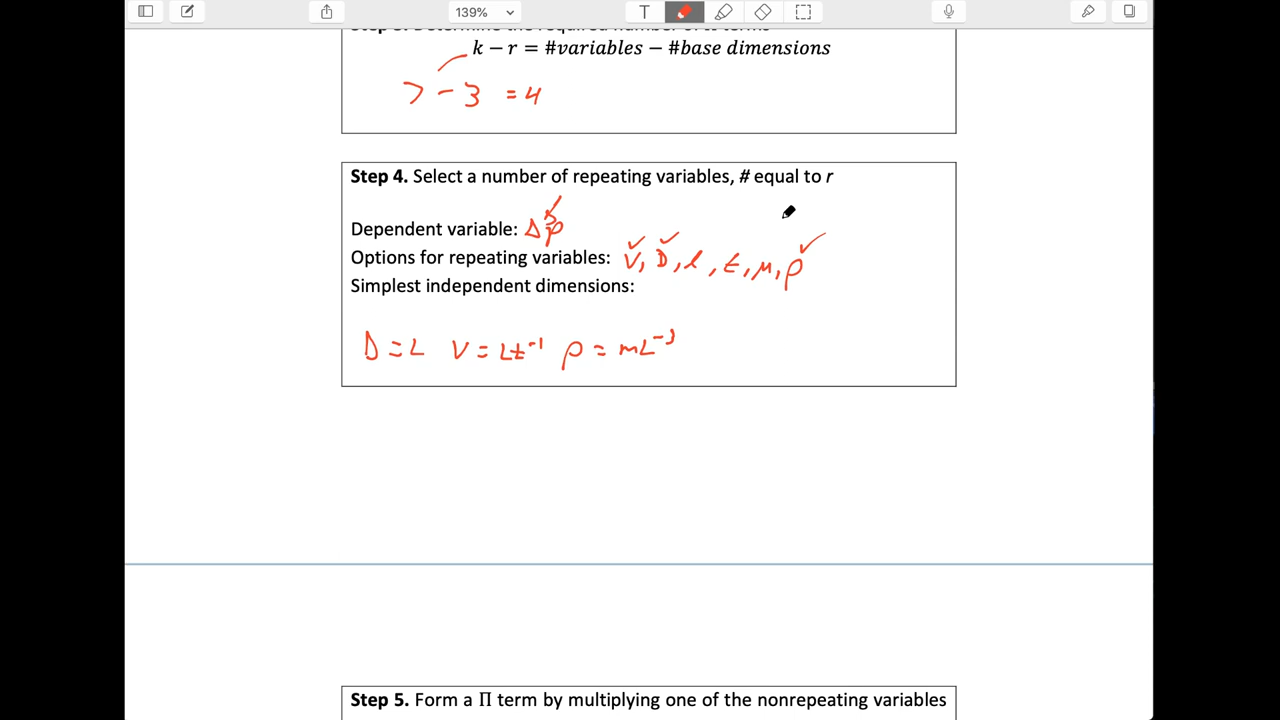 139%
T
k − r = #variables − #base dimensions
7 - 3 = 4
Step 4. Select a number of repeating variables, # equal to r
Dependent variable: Δp
Options for repeating variables: V, D, l, ε, μ, ρ
Simplest independent dimensions:
D = L V = Lt⁻¹ ρ = mL⁻³
Step 5. Form a Π term by multiplying one of the nonrepeating variables